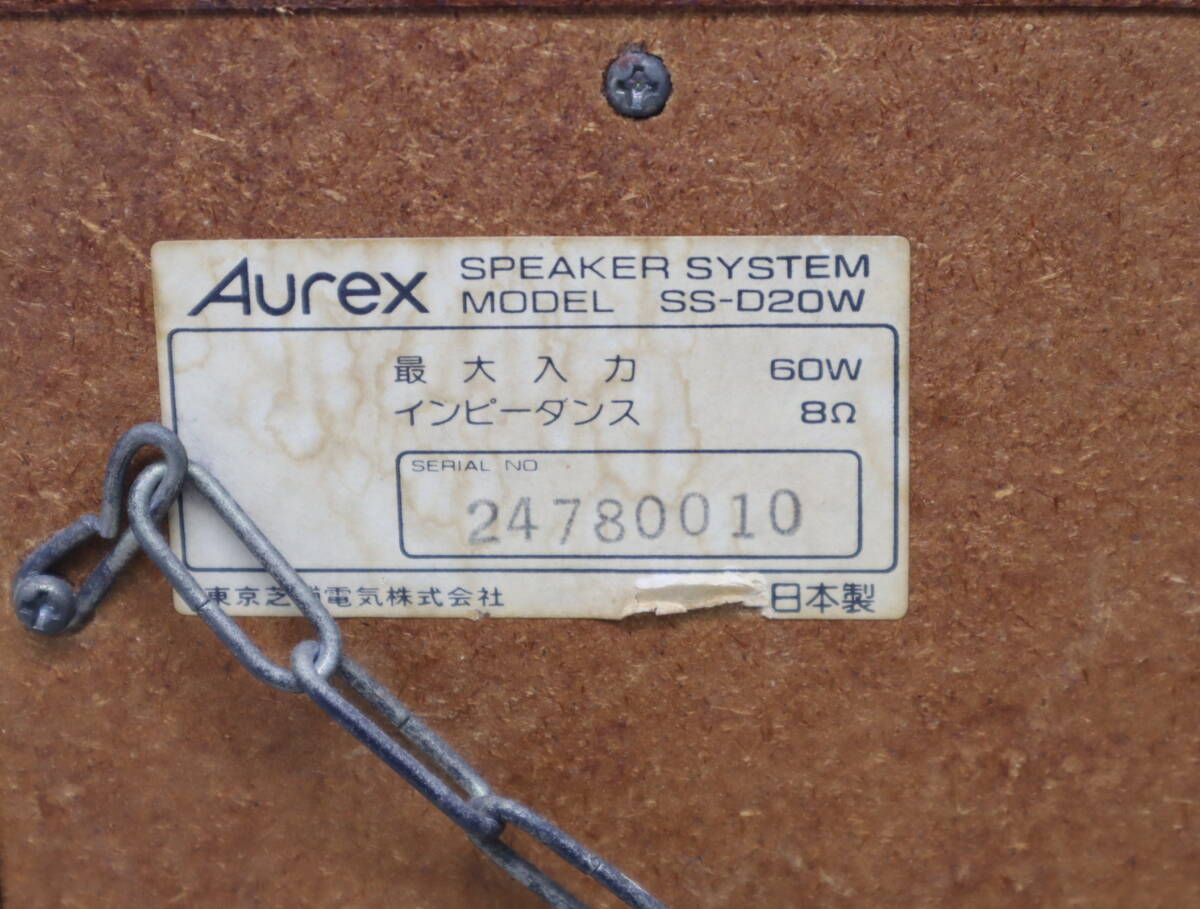 Aurex
SPEAKER SYSTEM
MODEL SS-D20W
最大入力 60W
インピーダンス 8Ω
SERIAL NO
24780010
東京芝浦電気株式会社
日本製